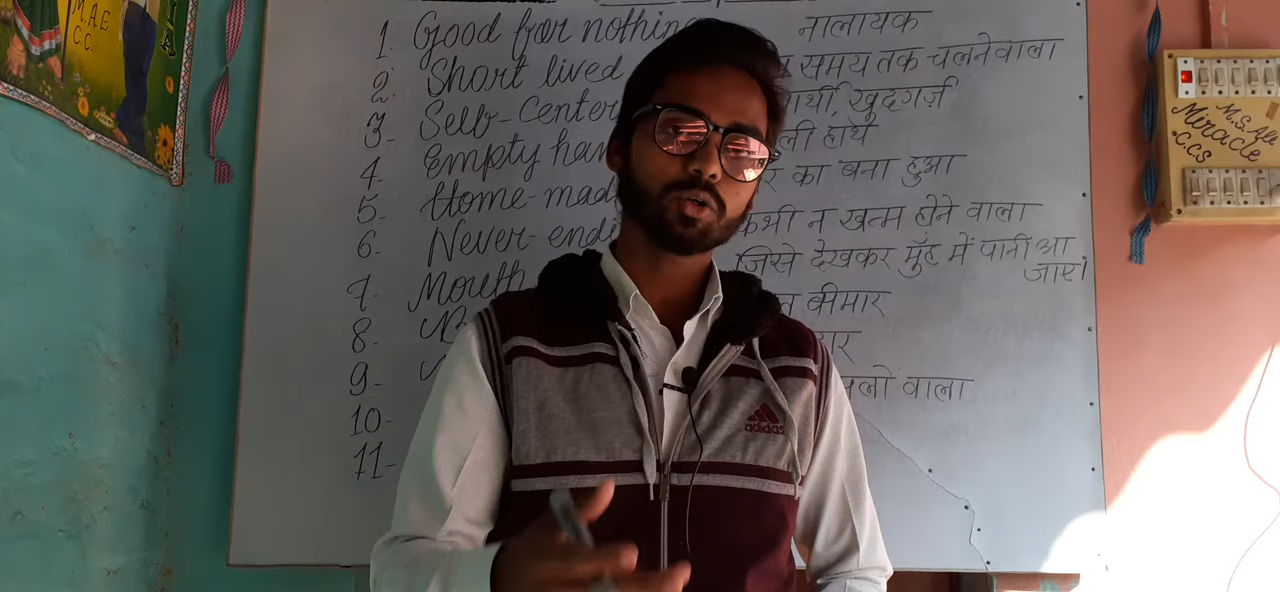 M.A.E.
C.C.
1. Good for nothin नालायक
2. Short lived समय तक चलनेवाला
3- Self-Center र्थी, खुदगर्ज
4. Empty han ली हाथ
5. Home-mad र का बना हुआ
6. Never-endi कभी न खत्म होने वाला
7- Mouth जिसे देखकर मुँह में पानी आ
जाए।
8. बीमार
9-
10- लों वाला
11-
adidas
M.S. Ali
Miracle
C.C.S